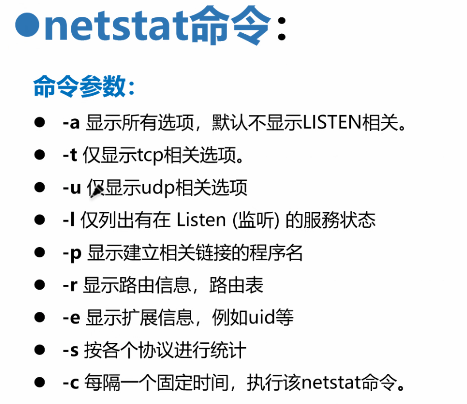 ●netstat命令：
命令参数：
● -a 显示所有选项，默认不显示LISTEN相关。
● -t 仅显示tcp相关选项。
● -u 仅显示udp相关选项
● -l 仅列出有在 Listen (监听) 的服務状态
● -p 显示建立相关链接的程序名
● -r 显示路由信息，路由表
● -e 显示扩展信息，例如uid等
● -s 按各个协议进行统计
● -c 每隔一个固定时间，执行该netstat命令。